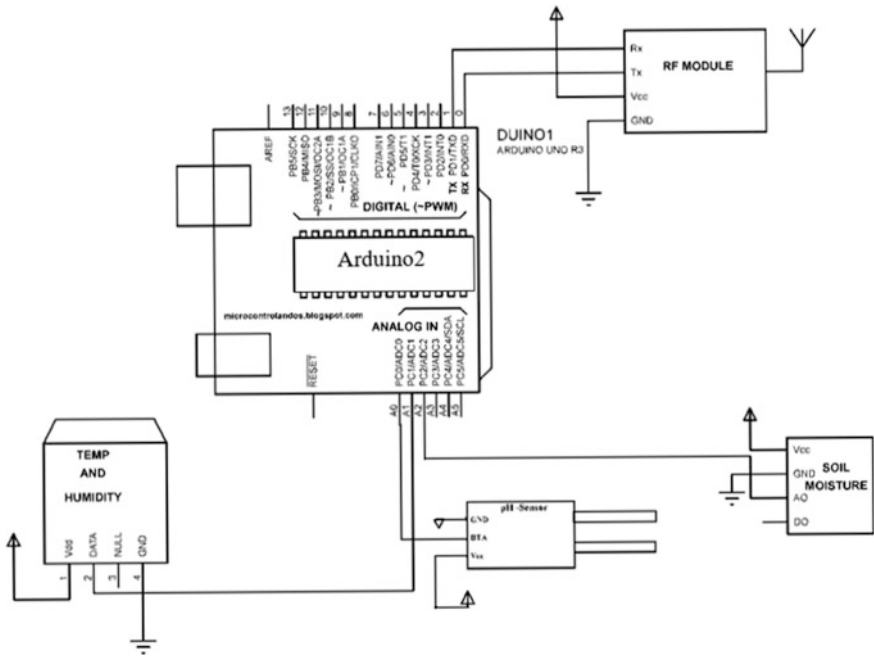 RF MODULE
Rx
Tx
Vcc
GND
DUINO1
ARDUINO UNO R3
AREF
13
12
11
10
9
8
7
6
5
4
3
2
1
0
PB5/SCK
PB4/MISO
~PB3/MOSI/OC2A
~ PB2/SS/OC1B
~ PB1/OC1A
PB0/ICP1/CLKO
PD7/AIN1
~PD6/AIN0
~ PD5/T1
PD4/T0/XCK
~PD3/INT1
PD2/INT0
TX PD1/TXD
RX PD0/RXD
DIGITAL (~PWM)
Arduino2
microcontrolandos.blogspot.com
ANALOG IN
RESET
PC0/ADC0
PC1/ADC1
PC2/ADC2
PC3/ADC3
PC4/ADC4/SDA
PC5/ADC5/SCL
A0
A1
A2
A3
A4
A5
TEMP
AND
HUMIDITY
Vdd
DATA
NULL
GND
1
2
3
4
pH -Sensor
GND
BTA
Vcc
Vcc
GND
AO
DO
SOIL
MOISTURE